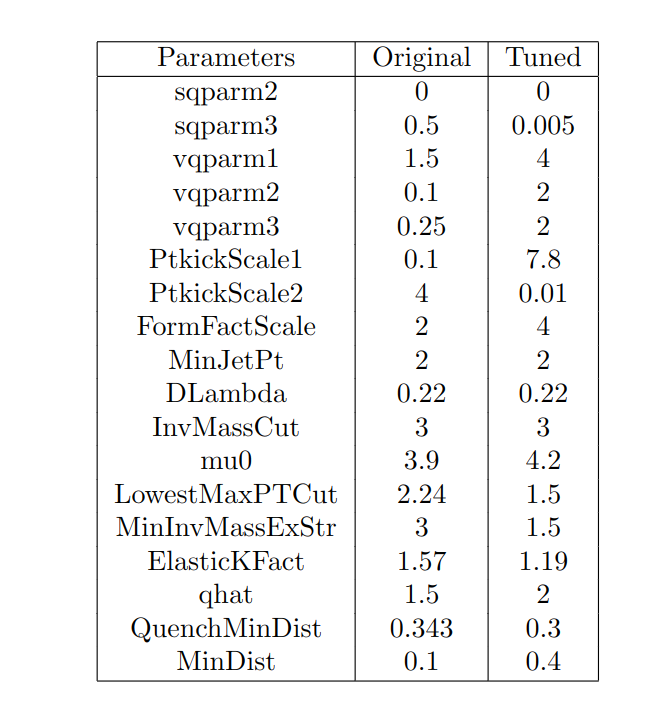 Parameters Original Tuned
sqparm2 0 0
sqparm3 0.5 0.005
vqparm1 1.5 4
vqparm2 0.1 2
vqparm3 0.25 2
PtkickScale1 0.1 7.8
PtkickScale2 4 0.01
FormFactScale 2 4
MinJetPt 2 2
DLambda 0.22 0.22
InvMassCut 3 3
mu0 3.9 4.2
LowestMaxPTCut 2.24 1.5
MinInvMassExStr 3 1.5
ElasticKFact 1.57 1.19
qhat 1.5 2
QuenchMinDist 0.343 0.3
MinDist 0.1 0.4